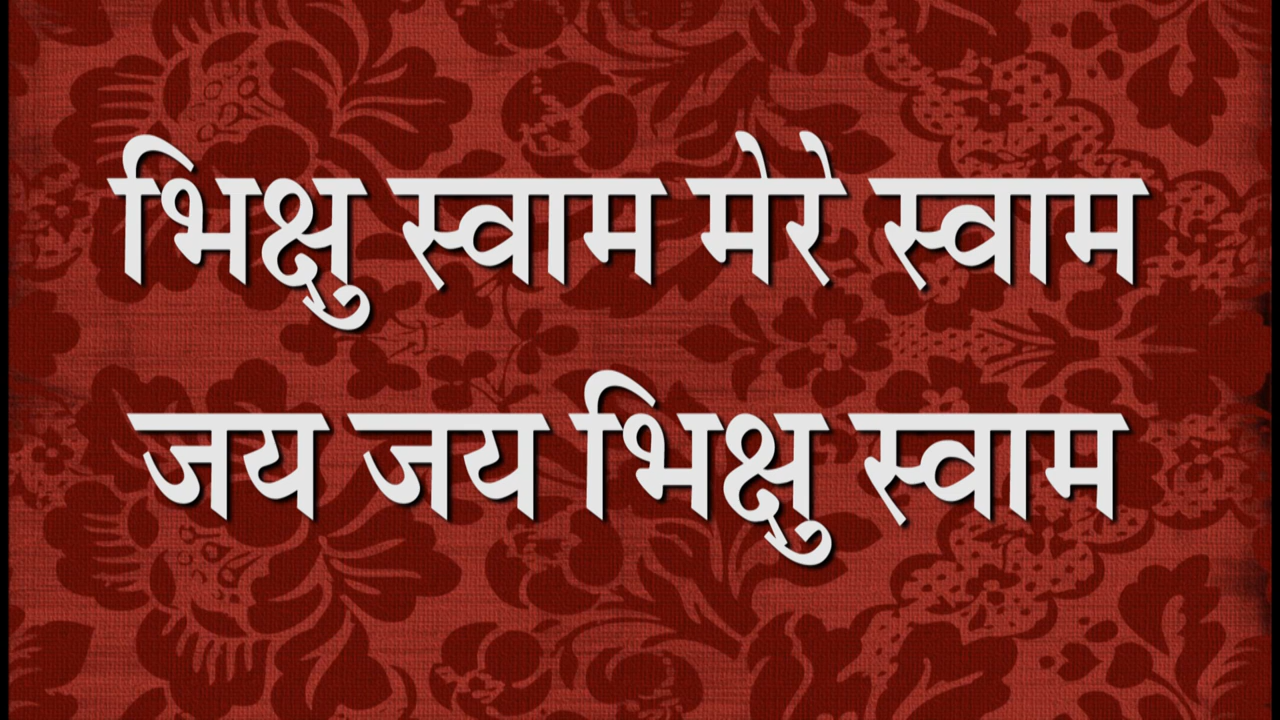 भिक्षु स्वाम मेरे स्वाम
जय जय भिक्षु स्वाम